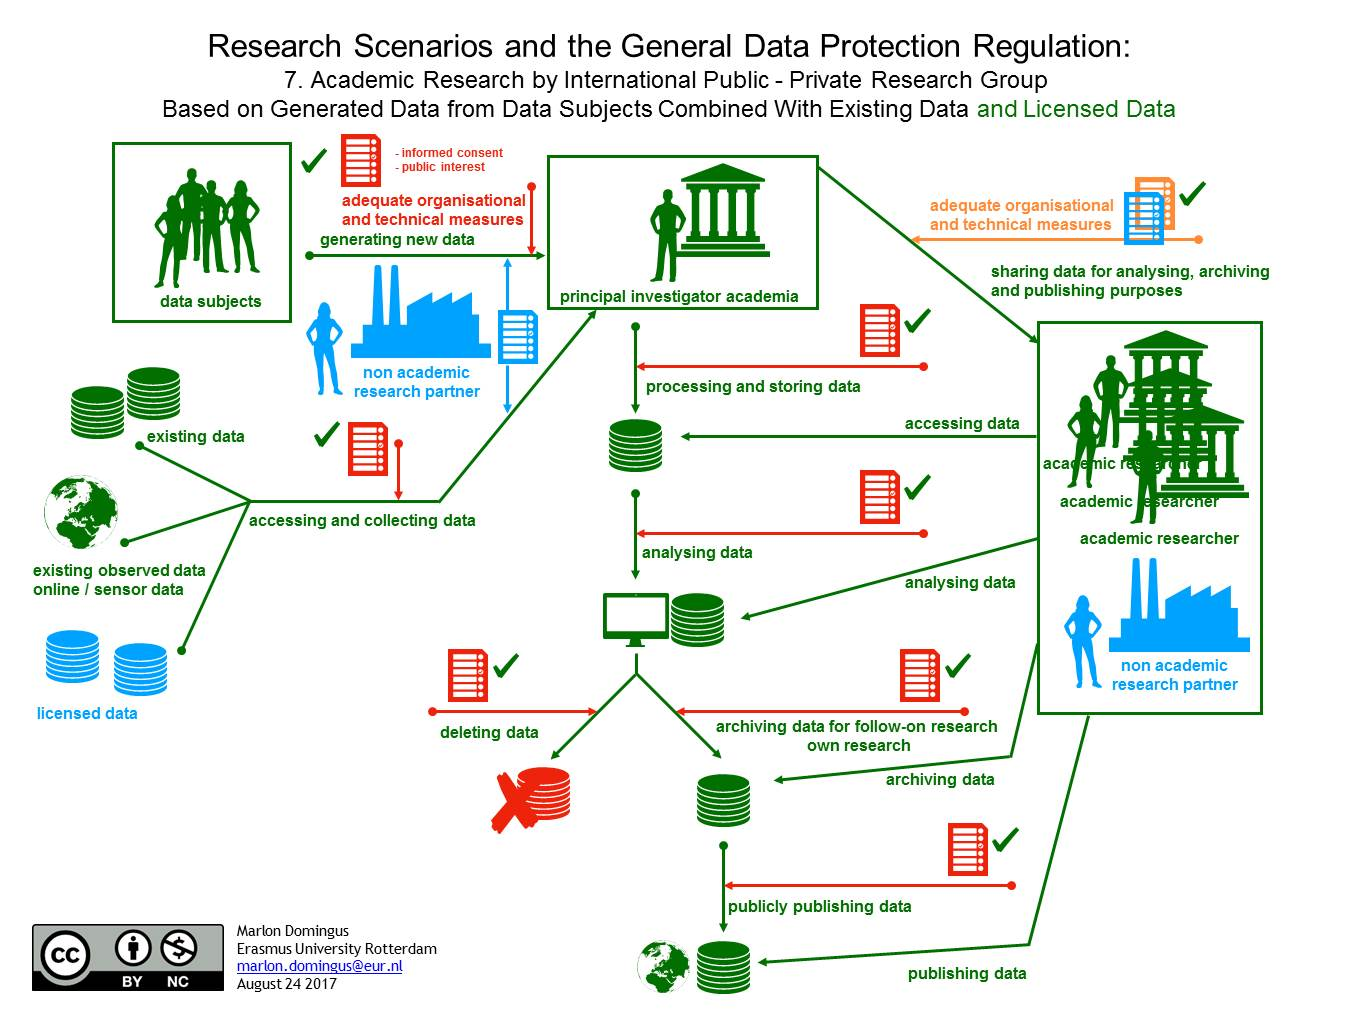 Research Scenarios and the General Data Protection Regulation:
7. Academic Research by International Public - Private Research Group
Based on Generated Data from Data Subjects Combined With Existing Data and Licensed Data
- informed consent
- public interest
adequate organisational
and technical measures
generating new data
data subjects
principal investigator academia
adequate organisational
and technical measures
sharing data for analysing, archiving
and publishing purposes
non academic
research partner
processing and storing data
accessing data
existing data
accessing and collecting data
academic researcher
academic researcher
academic researcher
analysing data
analysing data
existing observed data
online / sensor data
non academic
research partner
licensed data
deleting data
archiving data for follow-on research
own research
archiving data
publicly publishing data
publishing data
cc
BY NC
Marlon Domingus
Erasmus University Rotterdam
marlon.domingus@eur.nl
August 24 2017